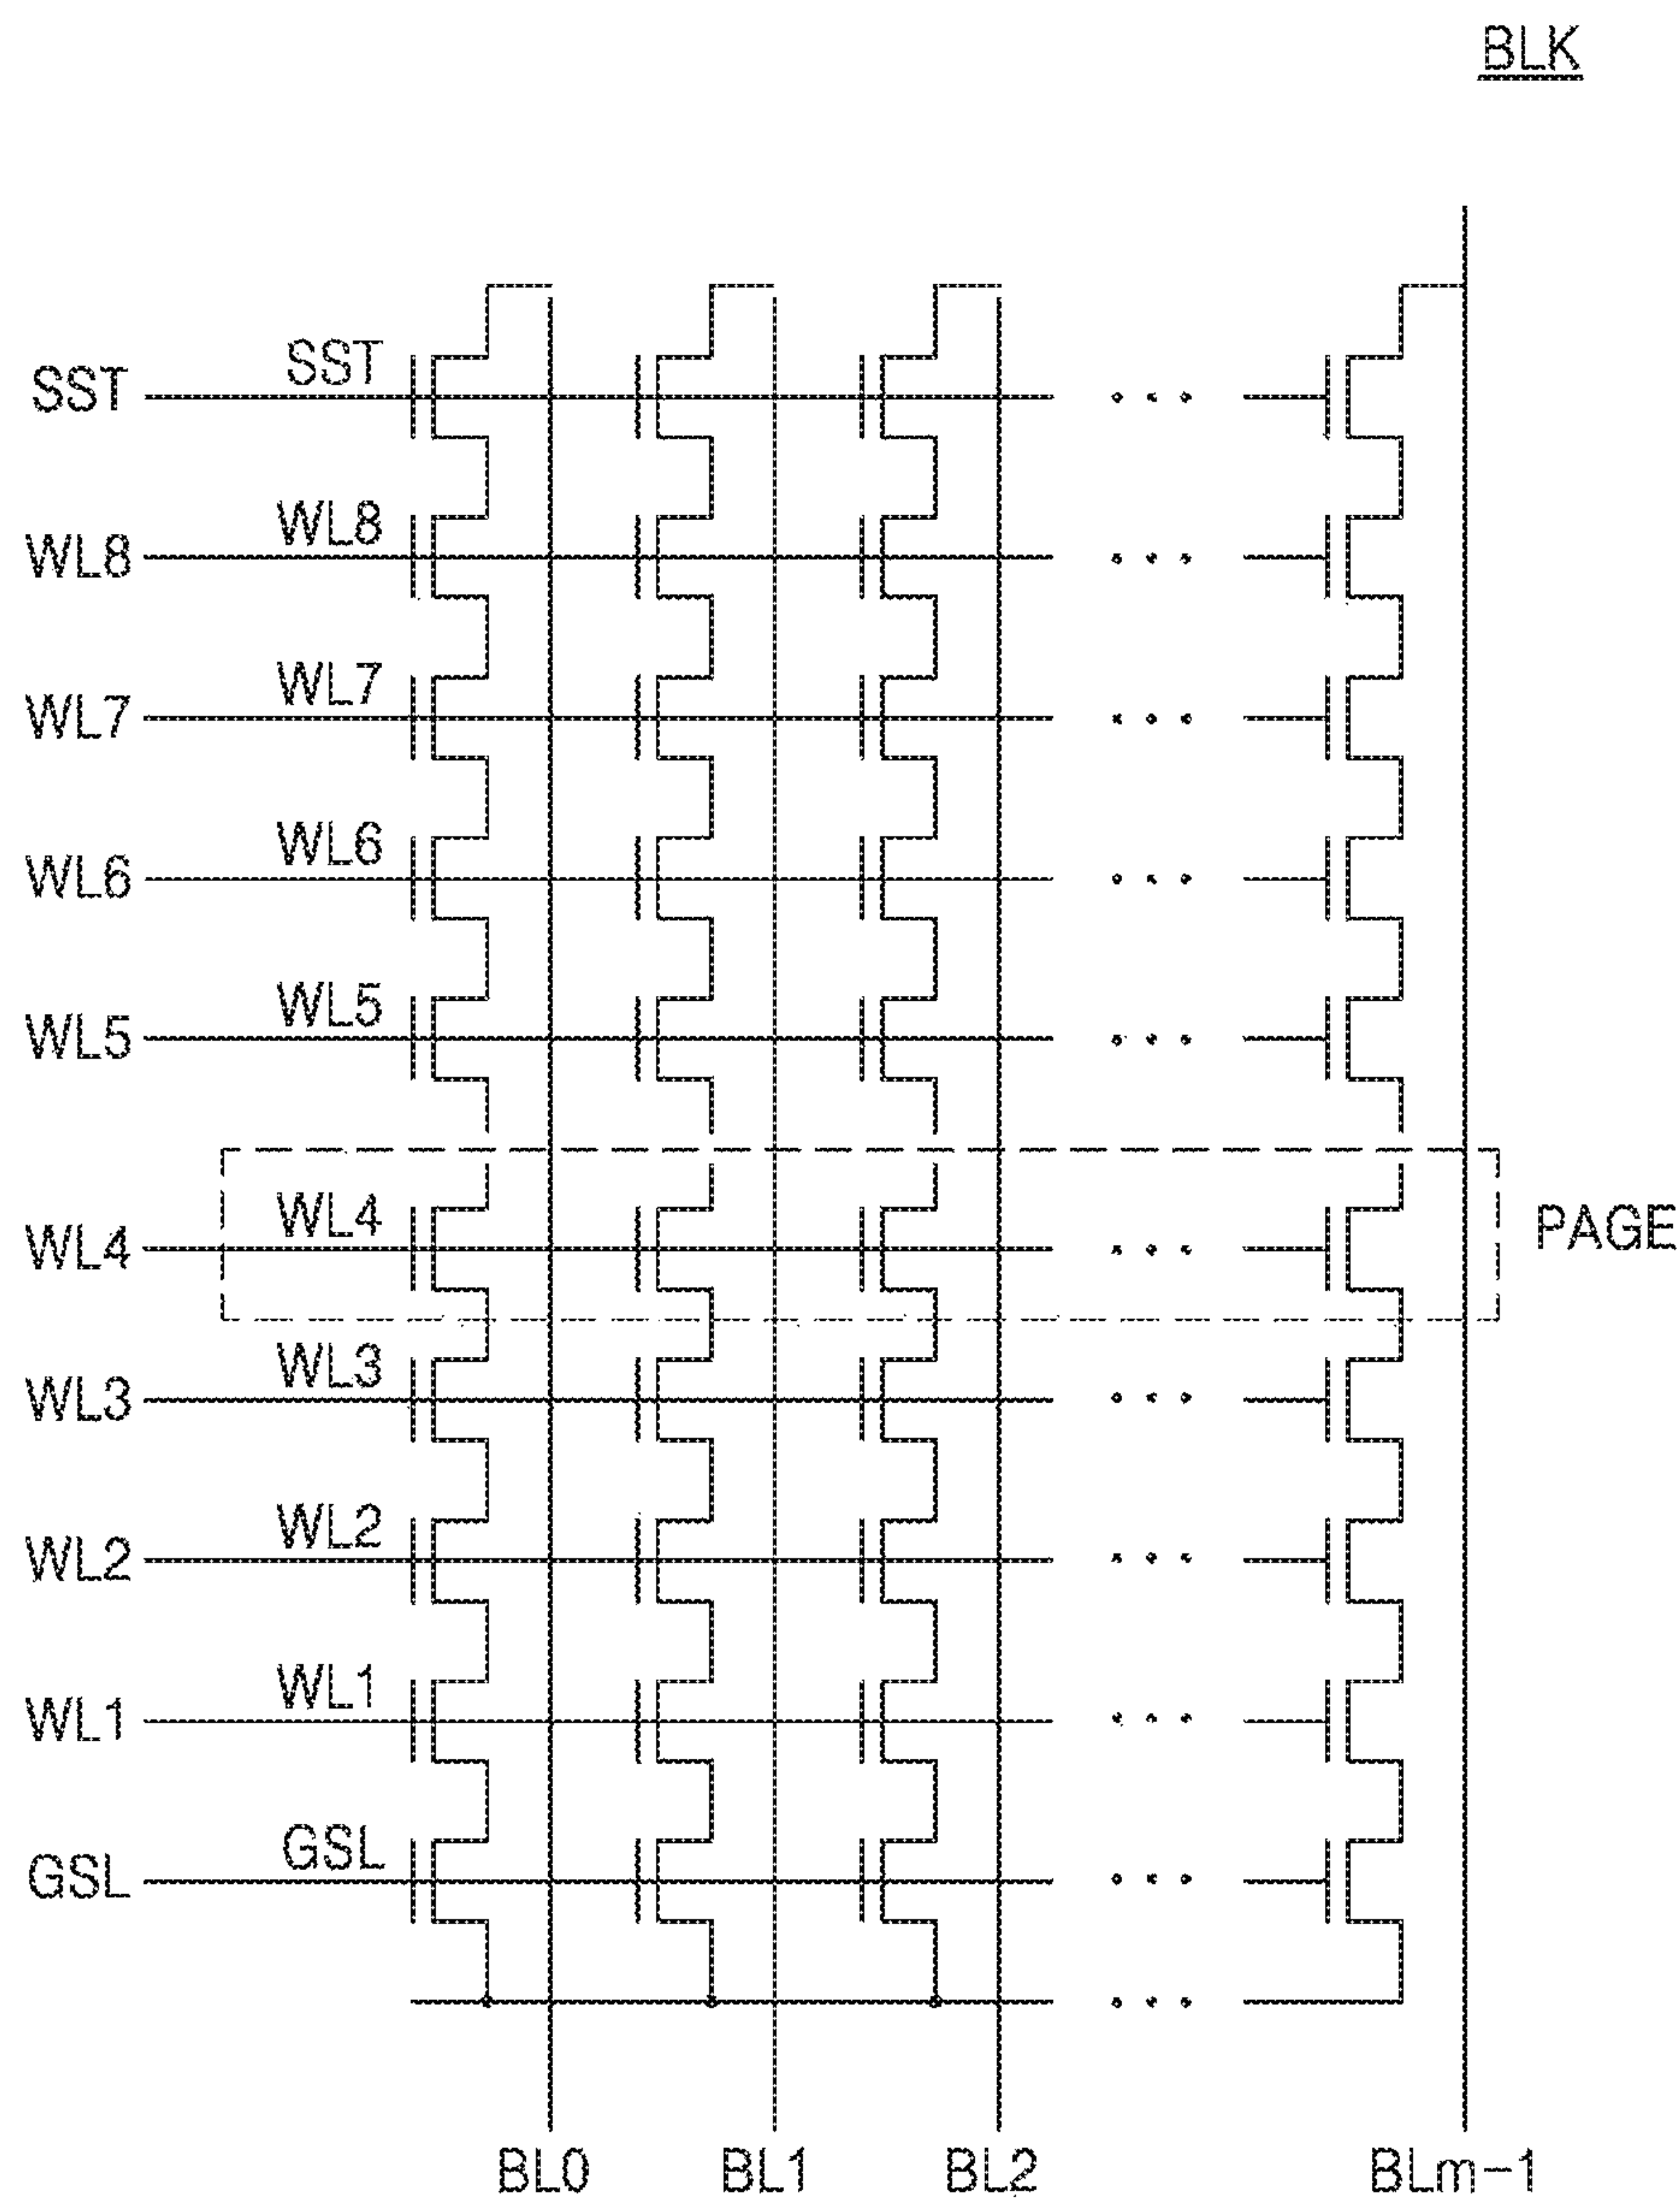 BLK
SST SST
WL8 WL8
WL7 WL7
WL6 WL6
WL5 WL5
WL4 WL4 PAGE
WL3 WL3
WL2 WL2
WL1 WL1
GSL GSL
BL0 BL1 BL2 BLm-1